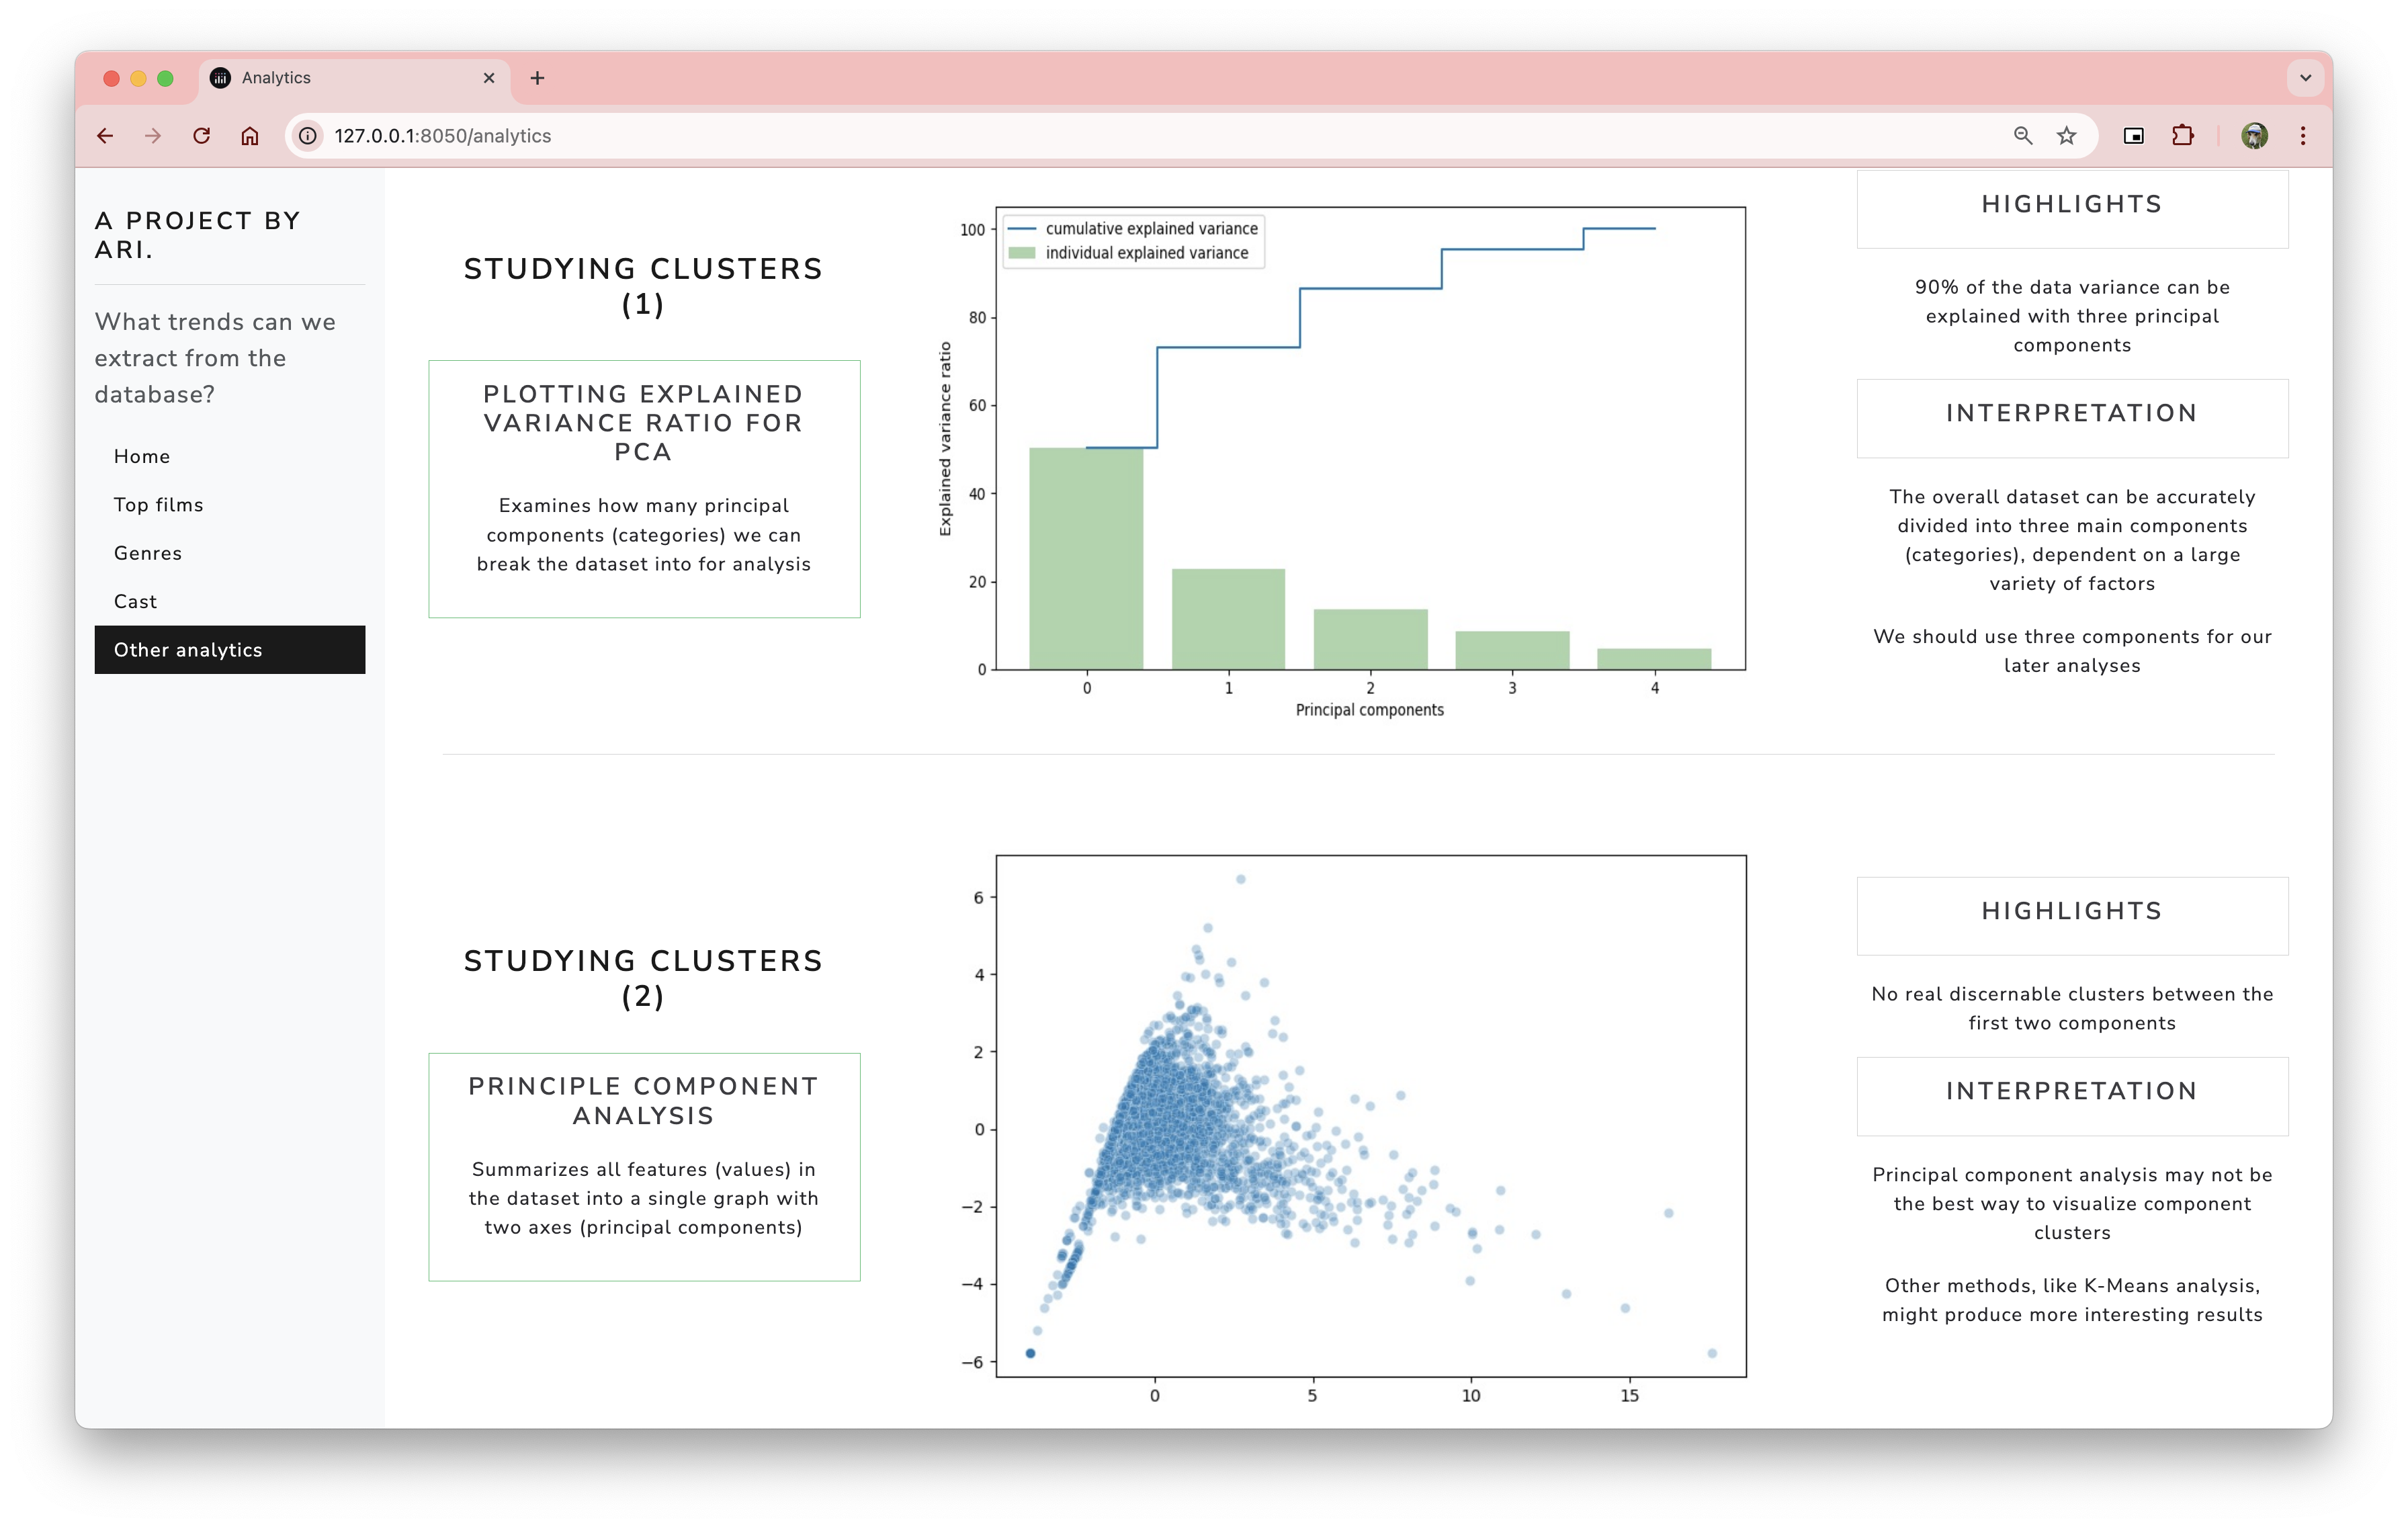 Analytics
127.0.0.1:8050/analytics
A PROJECT BY
ARI.
What trends can we
extract from the
database?
Home
Top films
Genres
Cast
Other analytics
STUDYING CLUSTERS
(1)
PLOTTING EXPLAINED
VARIANCE RATIO FOR
PCA
Examines how many principal
components (categories) we can
break the dataset into for analysis
cumulative explained variance
individual explained variance
Explained variance ratio
100
80
60
40
20
0
0 1 2 3 4
Principal components
HIGHLIGHTS
90% of the data variance can be
explained with three principal
components
INTERPRETATION
The overall dataset can be accurately
divided into three main components
(categories), dependent on a large
variety of factors
We should use three components for our
later analyses
STUDYING CLUSTERS
(2)
PRINCIPLE COMPONENT
ANALYSIS
Summarizes all features (values) in
the dataset into a single graph with
two axes (principal components)
6
4
2
0
−2
−4
−6
0 5 10 15
HIGHLIGHTS
No real discernable clusters between the
first two components
INTERPRETATION
Principal component analysis may not be
the best way to visualize component
clusters
Other methods, like K-Means analysis,
might produce more interesting results